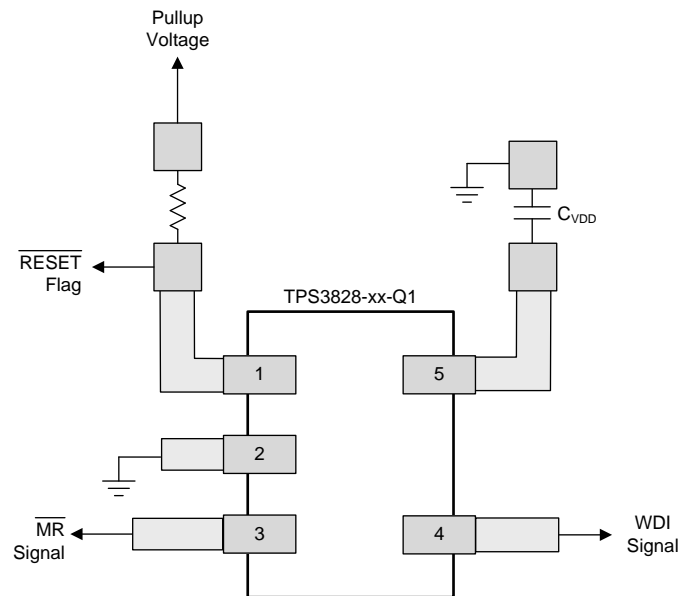 Pullup
Voltage
C_VDD
RESET
Flag
TPS3828-xx-Q1
1
5
2
MR
Signal
3
4
WDI
Signal